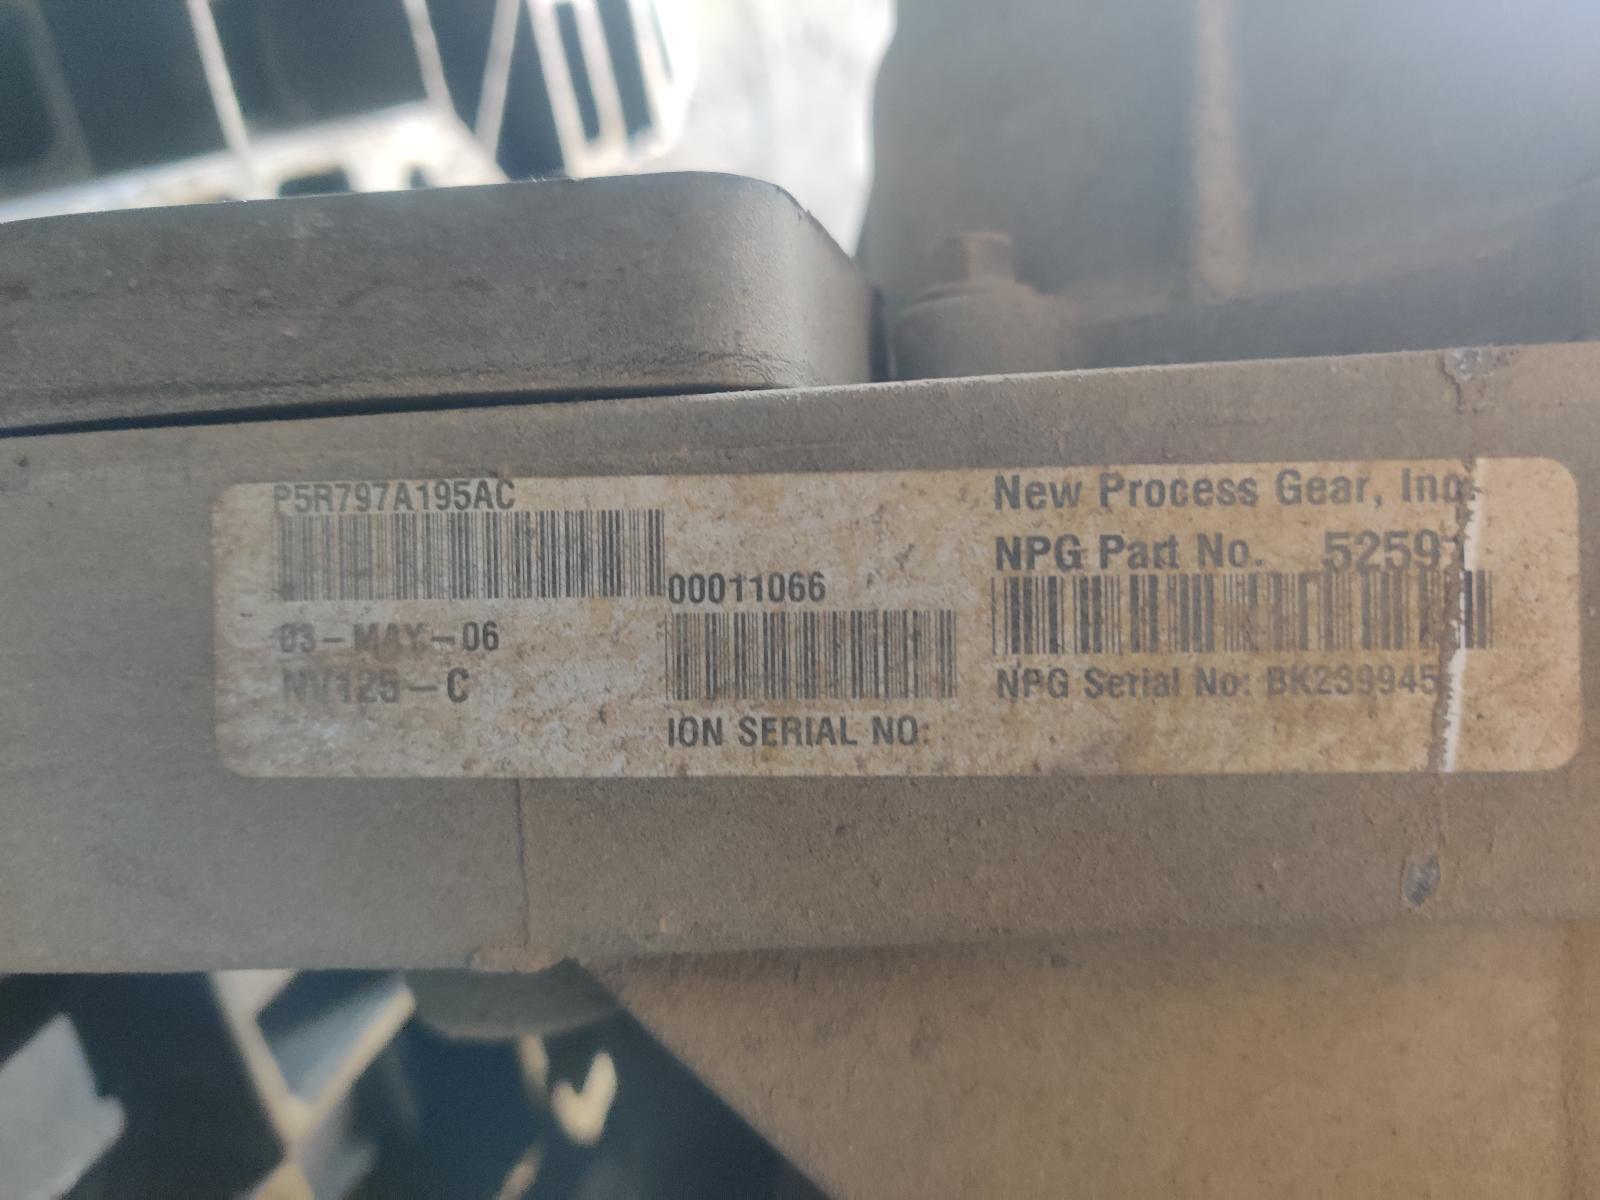 P5R797A195AC
03-MAY-06
NV125-C
00011066
ION SERIAL NO:
New Process Gear, Inc.
NPG Part No. 52591
NPG Serial No: BK239945